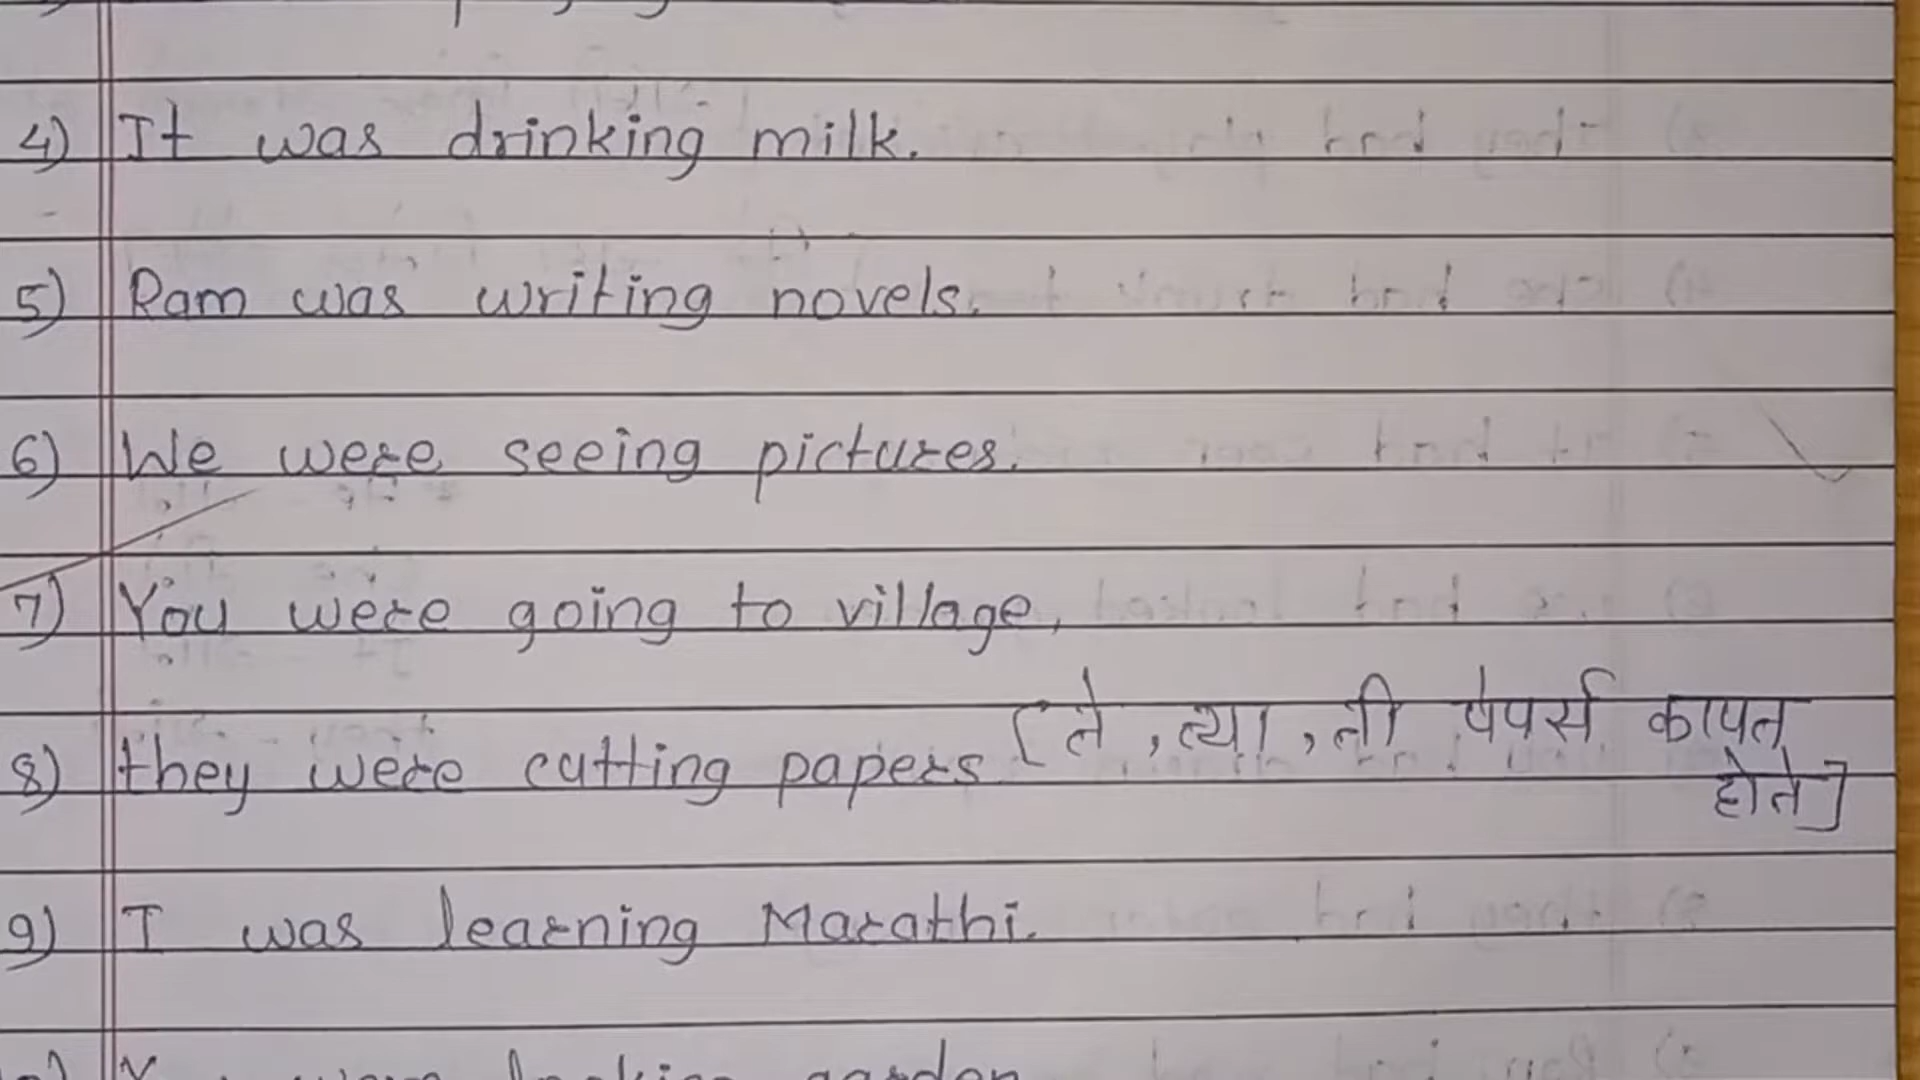 4) It was drinking milk.
5) Ram was writing novels.
6) We were seeing pictures.
7) You were going to village.
8) they were cutting papers [ते, त्या, ती पेपर्स कापत
होते]
9) I was learning Marathi.
garden